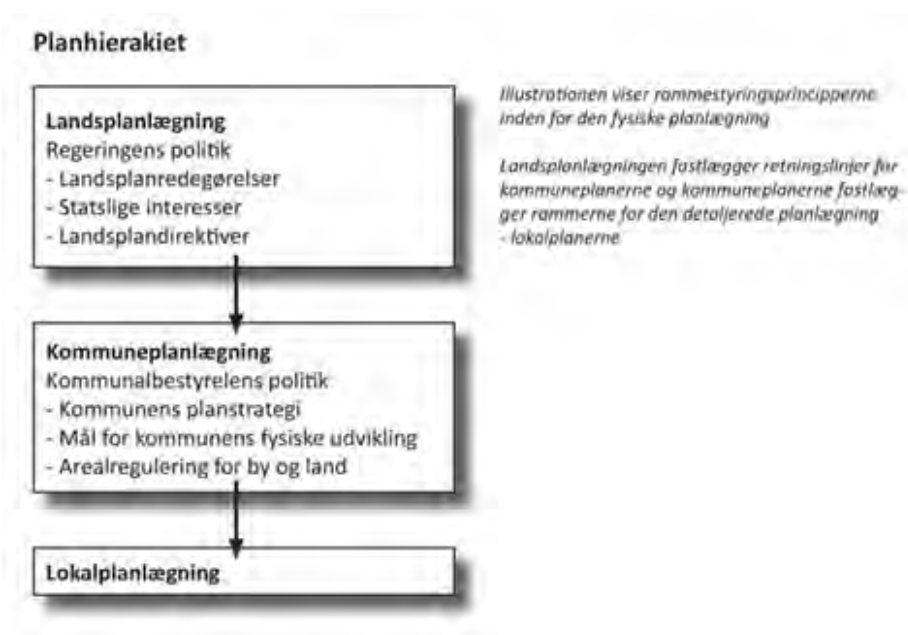 Planhierakiet
Landsplanlægning
Regeringens politik
- Landsplanredegørelser
- Statslige interesser
- Landsplandirektiver
Illustrationen viser rammestyringsprincipperne
inden for den fysiske planlægning
Landsplanlægningen fastlægger retningslinjer for
kommuneplanerne og kommuneplanerne fastlæg-
ger rammerne for den detaljerede planlægning
- lokalplanerne
Kommuneplanlægning
Kommunalbestyrelens politik
- Kommunens planstrategi
- Mål for kommunens fysiske udvikling
- Arealregulering for by og land
Lokalplanlægning